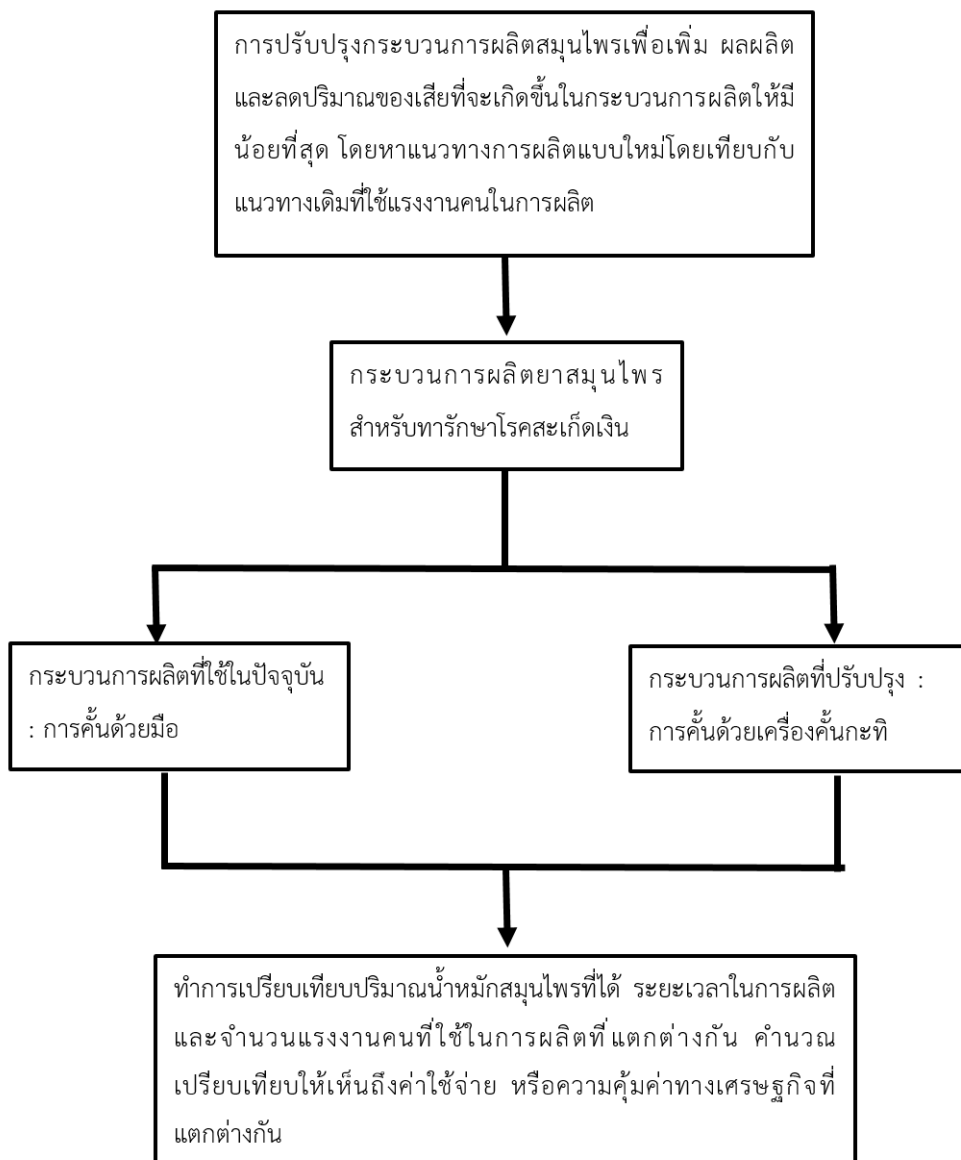 การปรับปรุงกระบวนการผลิตสมุนไพรเพื่อเพิ่ม ผลผลิต
และลดปริมาณของเสียที่จะเกิดขึ้นในกระบวนการผลิตให้มี
น้อยที่สุด โดยหาแนวทางการผลิตแบบใหม่โดยเทียบกับ
แนวทางเดิมที่ใช้แรงงานคนในการผลิต
กระบวนการผลิตยาสมุนไพร
สำหรับทารักษาโรคสะเก็ดเงิน
กระบวนการผลิตที่ใช้ในปัจจุบัน
: การคั้นด้วยมือ
กระบวนการผลิตที่ปรับปรุง :
การคั้นด้วยเครื่องคั้นกะทิ
ทำการเปรียบเทียบปริมาณน้ำหมักสมุนไพรที่ได้ ระยะเวลาในการผลิต
และจำนวนแรงงานคนที่ใช้ในการผลิตที่แตกต่างกัน คำนวณ
เปรียบเทียบให้เห็นถึงค่าใช้จ่าย หรือความคุ้มค่าทางเศรษฐกิจที่
แตกต่างกัน